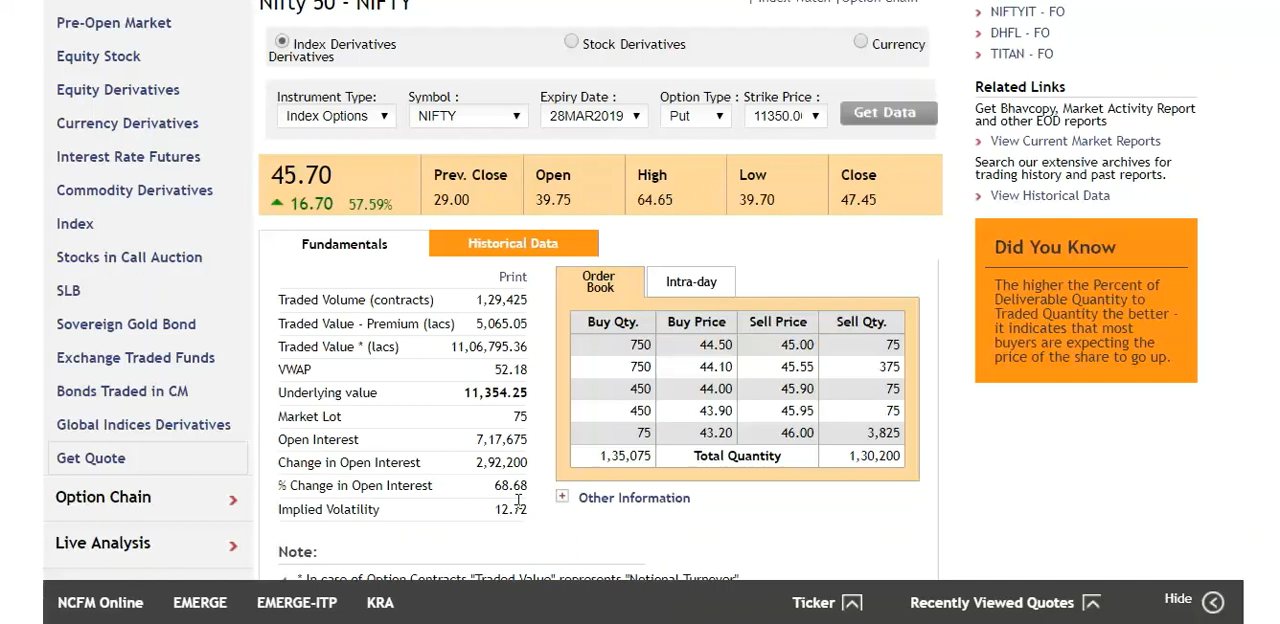 Pre-Open Market
Equity Stock
Equity Derivatives
Currency Derivatives
Interest Rate Futures
Commodity Derivatives
Index
Stocks in Call Auction
SLB
Sovereign Gold Bond
Exchange Traded Funds
Bonds Traded in CM
Global Indices Derivatives
Get Quote
Option Chain
Live Analysis
Nifty 50 - NIFTY
| Index Watch | Option Chain
Index Derivatives Stock Derivatives Currency
Derivatives
Instrument Type: Symbol : Expiry Date : Option Type : Strike Price :
Index Options NIFTY 28MAR2019 Put 11350.0 Get Data
45.70 Prev. Close Open High Low Close
16.70 57.59% 29.00 39.75 64.65 39.70 47.45
Fundamentals Historical Data
Print
Traded Volume (contracts) 1,29,425
Traded Value - Premium (lacs) 5,065.05
Traded Value * (lacs) 11,06,795.36
VWAP 52.18
Underlying value 11,354.25
Market Lot 75
Open Interest 7,17,675
Change in Open Interest 2,92,200
% Change in Open Interest 68.68
Implied Volatility 12.72
Order
Book
Intra-day
Buy Qty. Buy Price Sell Price Sell Qty.
750 44.50 45.00 75
750 44.10 45.55 375
450 44.00 45.90 75
450 43.90 45.95 75
75 43.20 46.00 3,825
1,35,075 Total Quantity 1,30,200
Other Information
Note:
* In case of Option Contracts "Traded Value" represents "Notional Turnover"
NIFTYIT - FO
DHFL - FO
TITAN - FO
Related Links
Get Bhavcopy, Market Activity Report
and other EOD reports
View Current Market Reports
Search our extensive archives for
trading history and past reports.
View Historical Data
Did You Know
The higher the Percent of
Deliverable Quantity to
Traded Quantity the better -
it indicates that most
buyers are expecting the
price of the share to go up.
NCFM Online EMERGE EMERGE-ITP KRA Ticker Recently Viewed Quotes Hide